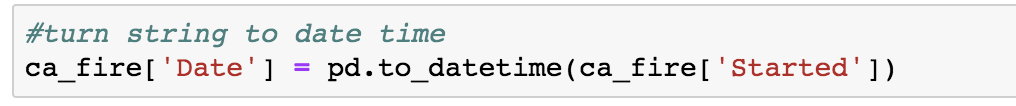 #turn string to date time
ca_fire['Date'] = pd.to_datetime(ca_fire['Started'])